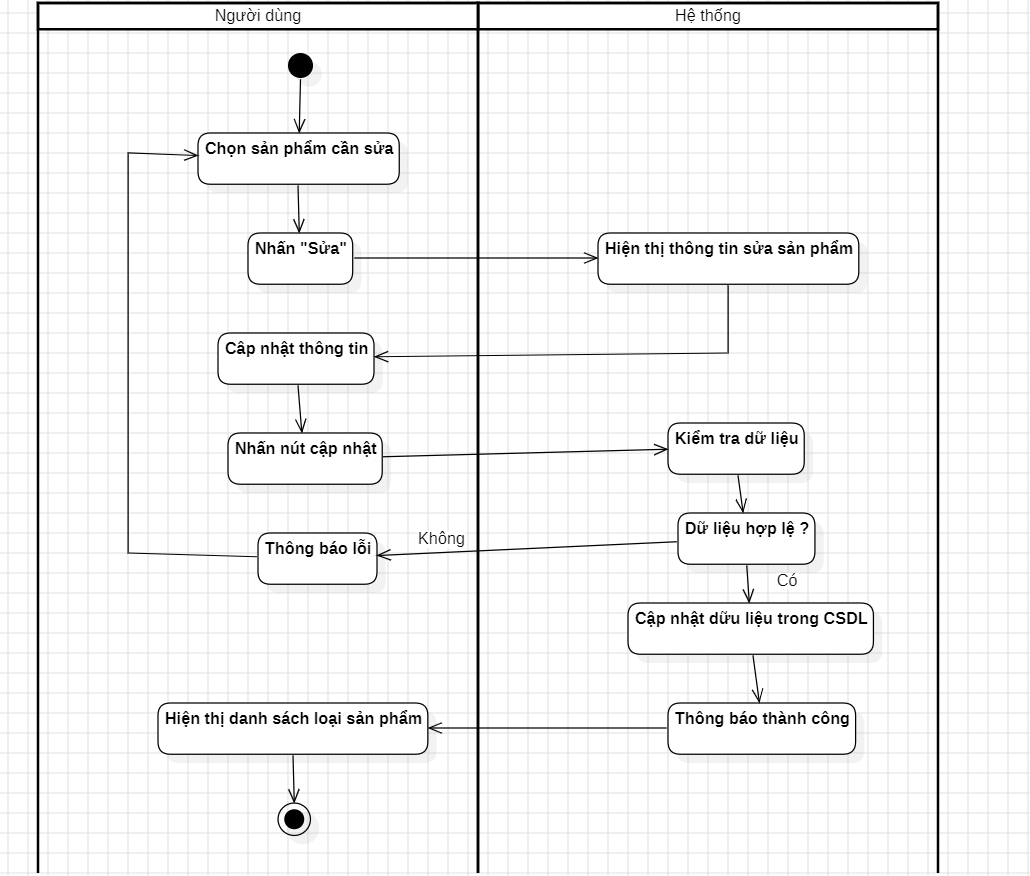 Người dùng
Hệ thống
Chọn sản phẩm cần sửa
Nhấn "Sửa"
Hiện thị thông tin sửa sản phẩm
Câp nhật thông tin
Nhấn nút cập nhật
Kiểm tra dữ liệu
Dữ liệu hợp lệ ?
Không
Thông báo lỗi
Có
Cập nhật dữu liệu trong CSDL
Thông báo thành công
Hiện thị danh sách loại sản phẩm